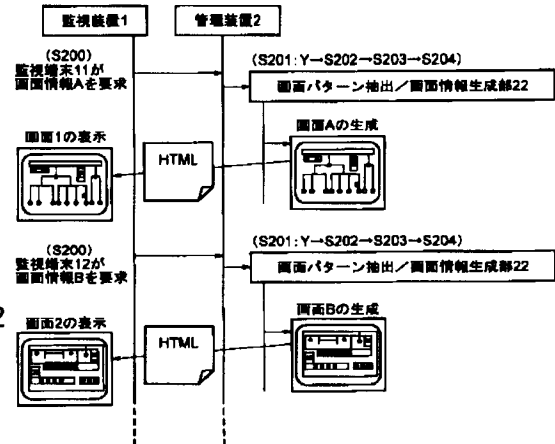 監視装置1
管理装置2
(S200)
監視端末11が
画面情報Aを要求
(S201:Y→S202→S203→S204)
画面パターン抽出/画面情報生成部22
画面1の表示
HTML
画面Aの生成
(S200)
監視端末12が
画面情報Bを要求
(S201:Y→S202→S203→S204)
画面パターン抽出/画面情報生成部22
2
画面2の表示
HTML
画面Bの生成